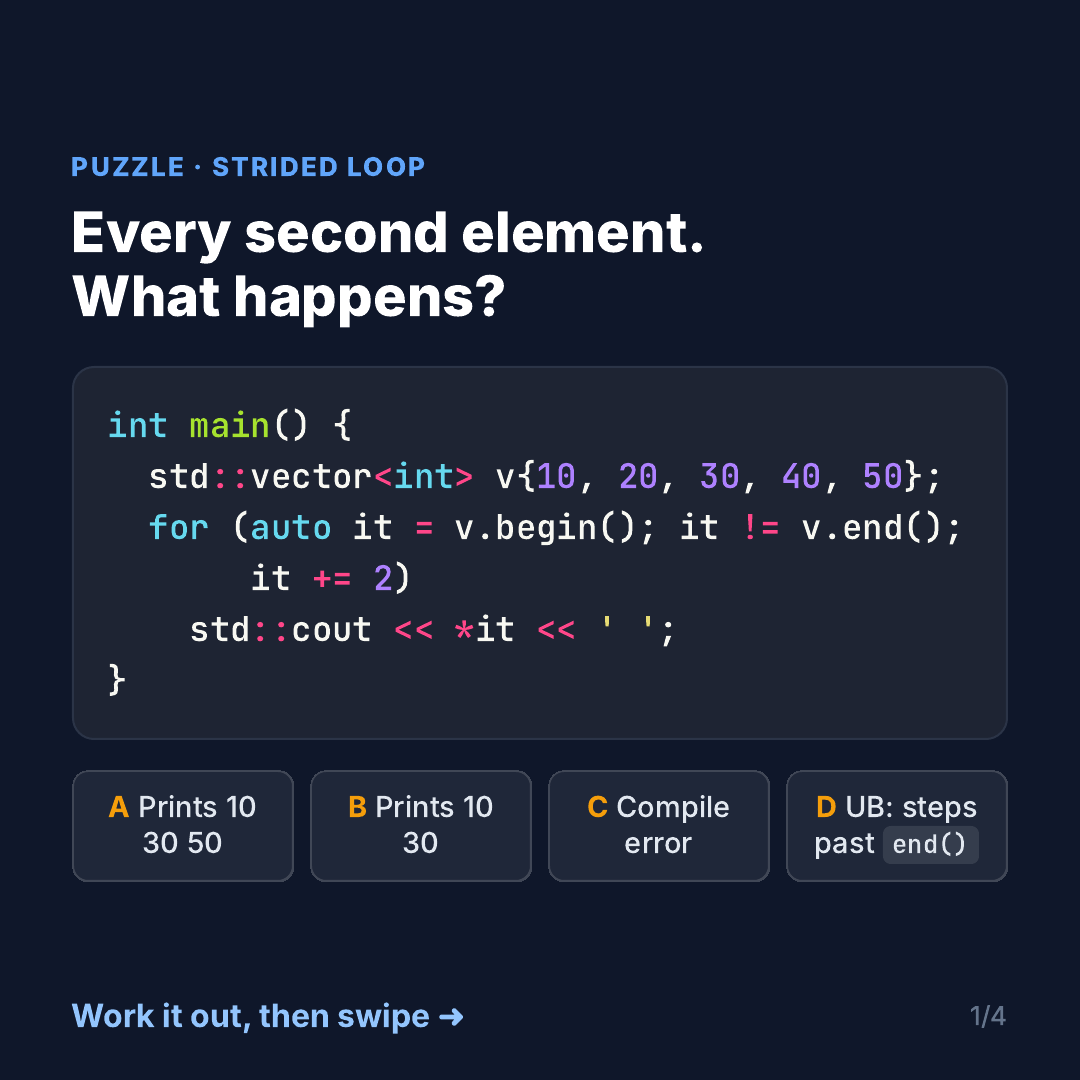 PUZZLE · STRIDED LOOP
Every second element.
What happens?
int main() {
  std::vector<int> v{10, 20, 30, 40, 50};
  for (auto it = v.begin(); it != v.end();
       it += 2)
    std::cout << *it << ' ';
}
A Prints 10
30 50
B Prints 10
30
C Compile
error
D UB: steps
past end()
Work it out, then swipe ➜
1/4